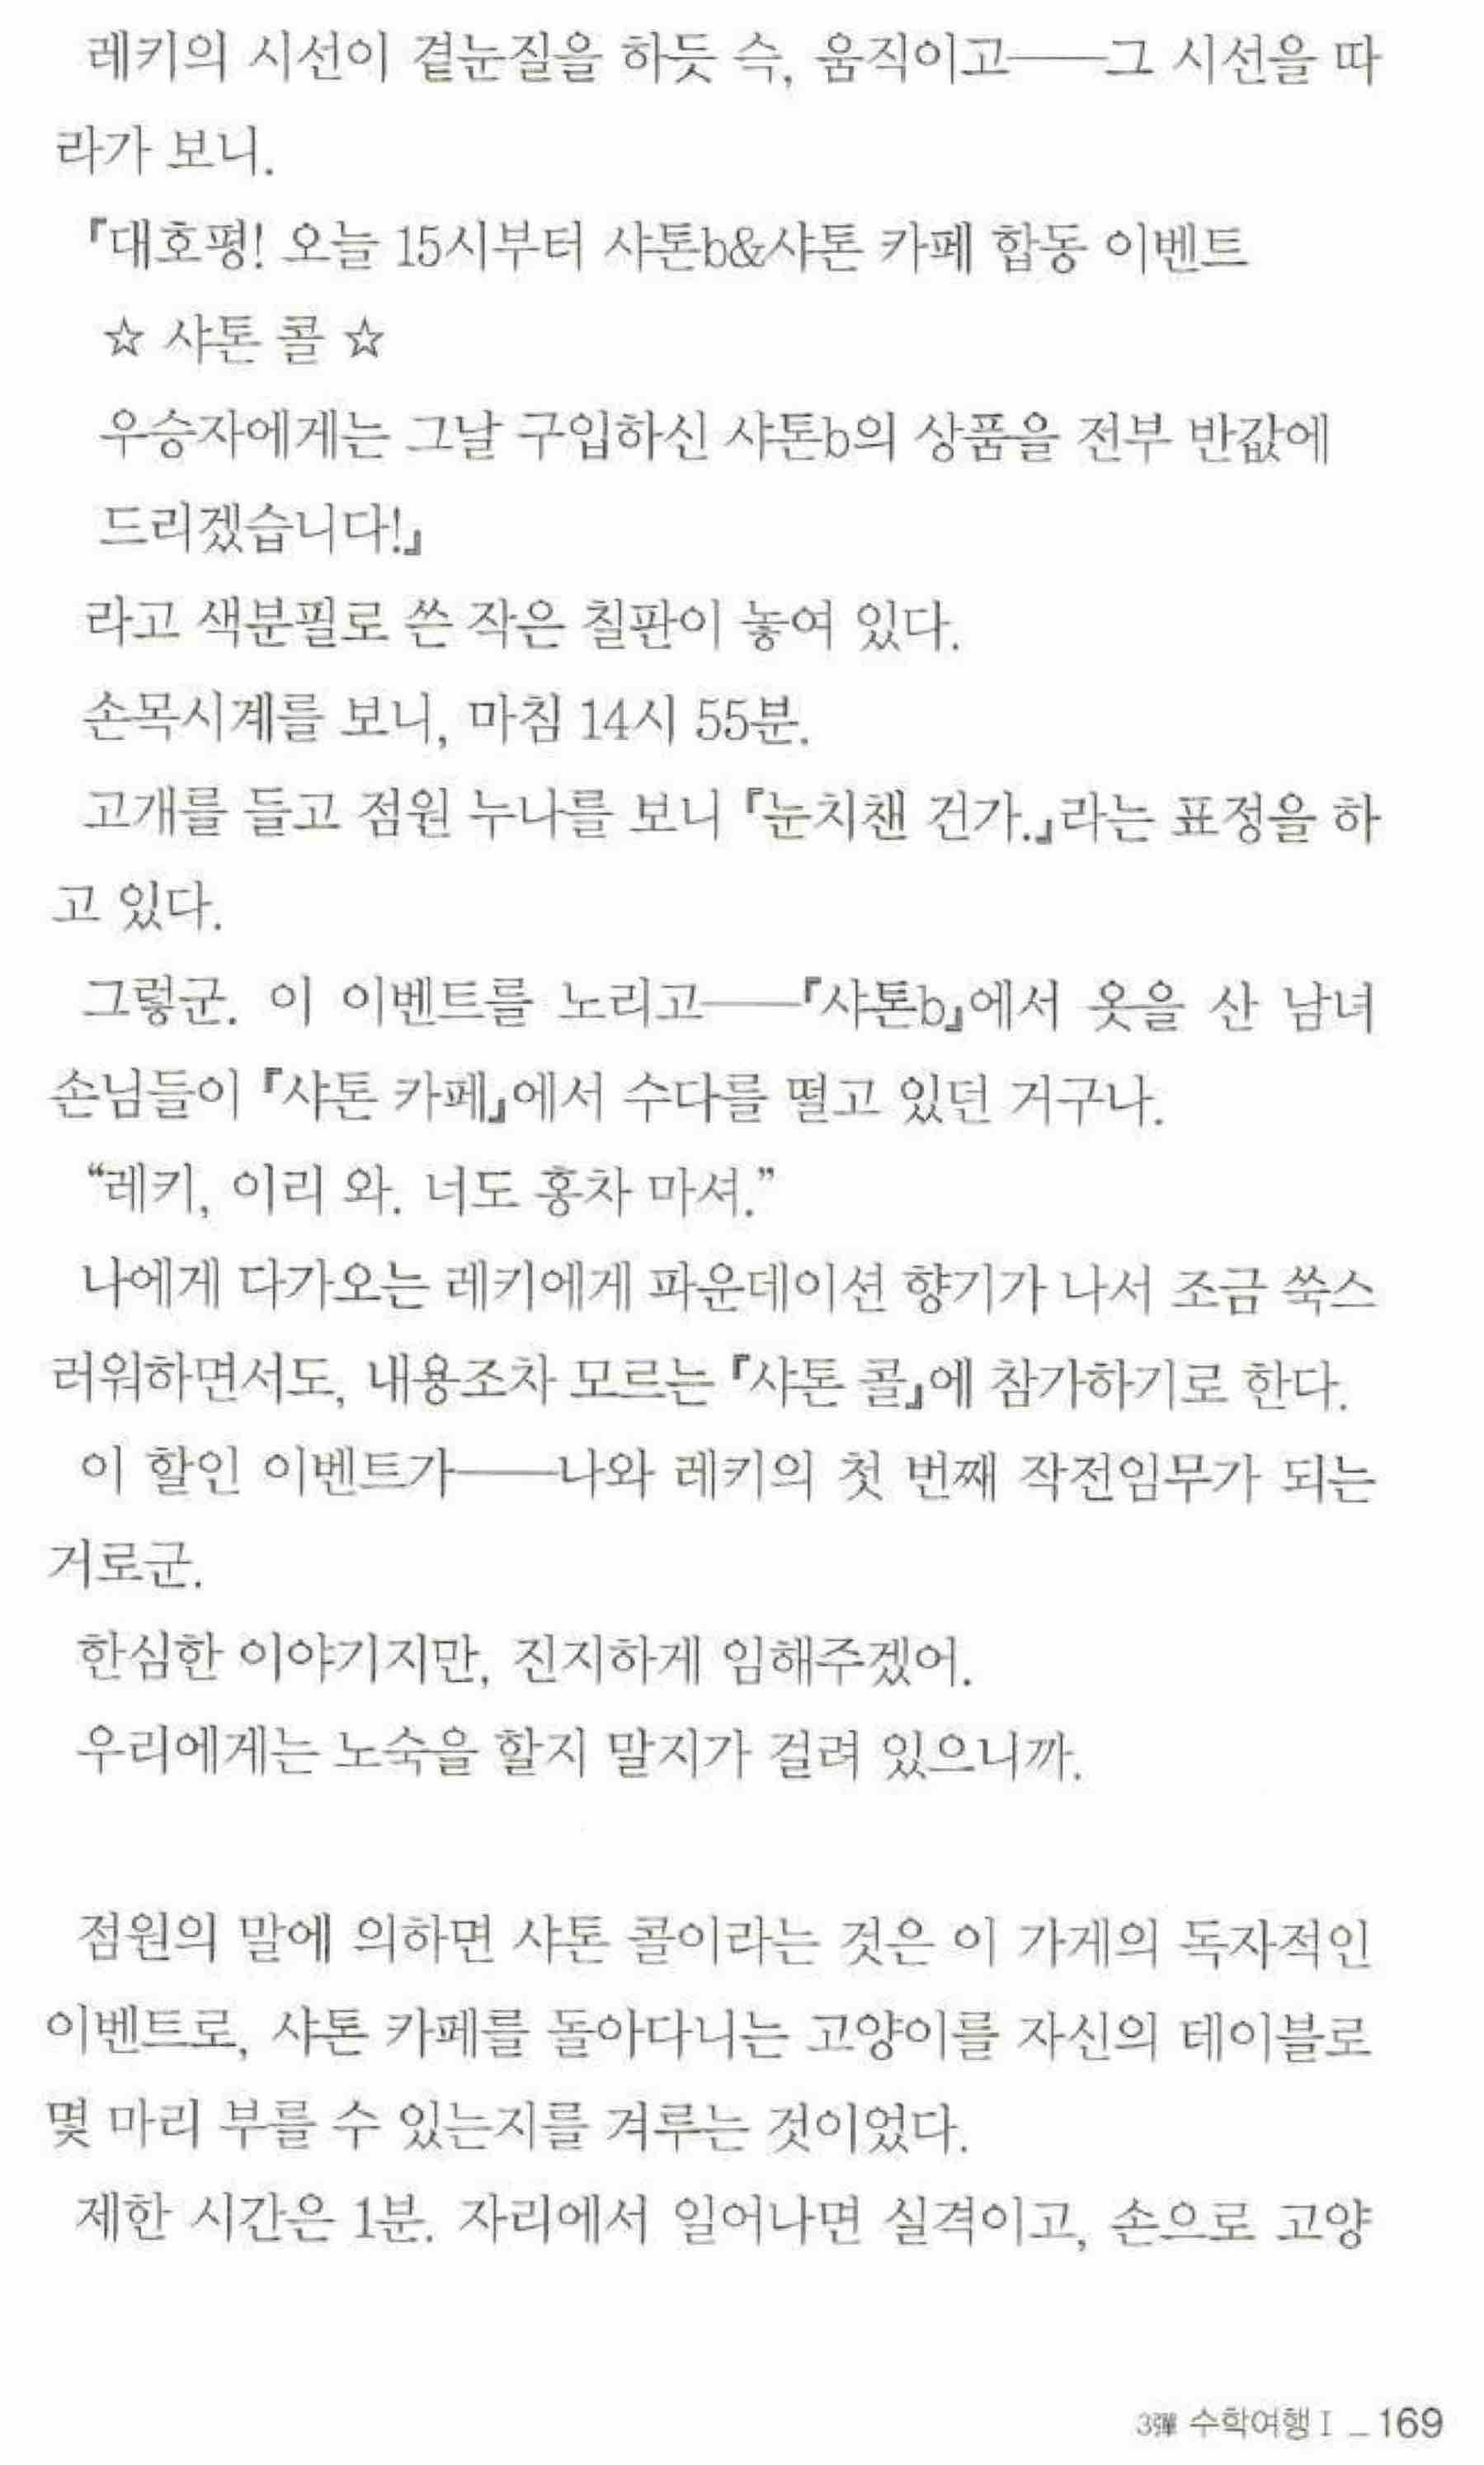 레키의 시선이 곁눈질을 하듯 슥, 움직이고──그 시선을 따
라가 보니.
『대호평! 오늘 15시부터 샤톤b&샤톤 카페 합동 이벤트
☆ 샤톤 콜 ☆
우승자에게는 그날 구입하신 샤톤b의 상품을 전부 반값에
드리겠습니다!』
라고 색분필로 쓴 작은 칠판이 놓여 있다.
손목시계를 보니, 마침 14시 55분.
고개를 들고 점원 누나를 보니 『눈치챈 건가.』라는 표정을 하
고 있다.
그렇군. 이 이벤트를 노리고──『샤톤b』에서 옷을 산 남녀
손님들이 『샤톤 카페』에서 수다를 떨고 있던 거구나.
“레키, 이리 와. 너도 홍차 마셔.”
나에게 다가오는 레키에게 파운데이션 향기가 나서 조금 쑥스
러워하면서도, 내용조차 모르는 『샤톤 콜』에 참가하기로 한다.
이 할인 이벤트가──나와 레키의 첫 번째 작전임무가 되는
거로군.
한심한 이야기지만, 진지하게 임해주겠어.
우리에게는 노숙을 할지 말지가 걸려 있으니까.
점원의 말에 의하면 샤톤 콜이라는 것은 이 가게의 독자적인
이벤트로, 샤톤 카페를 돌아다니는 고양이를 자신의 테이블로
몇 마리 부를 수 있는지를 겨루는 것이었다.
제한 시간은 1분. 자리에서 일어나면 실격이고, 손으로 고양
3彈 수학여행 I _ 169